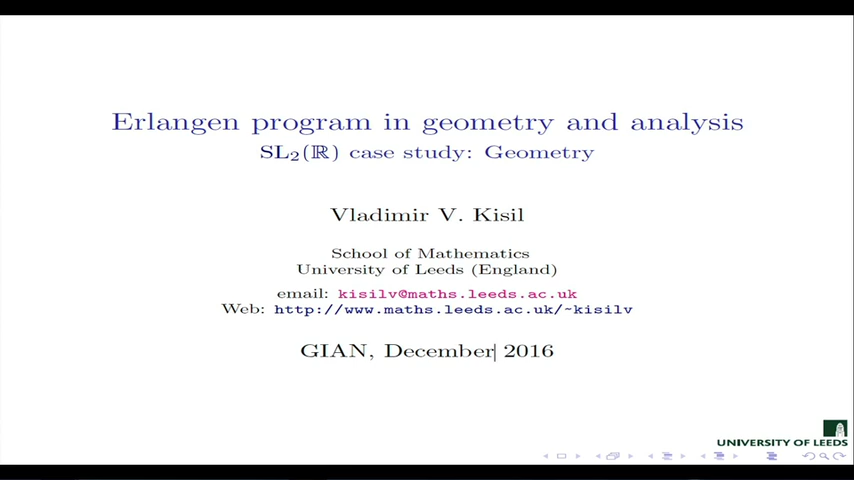 Erlangen program in geometry and analysis
SL₂(ℝ) case study: Geometry
Vladimir V. Kisil
School of Mathematics
University of Leeds (England)
email: kisilv@maths.leeds.ac.uk
Web: http://www.maths.leeds.ac.uk/~kisilv
GIAN, December 2016
UNIVERSITY OF LEEDS